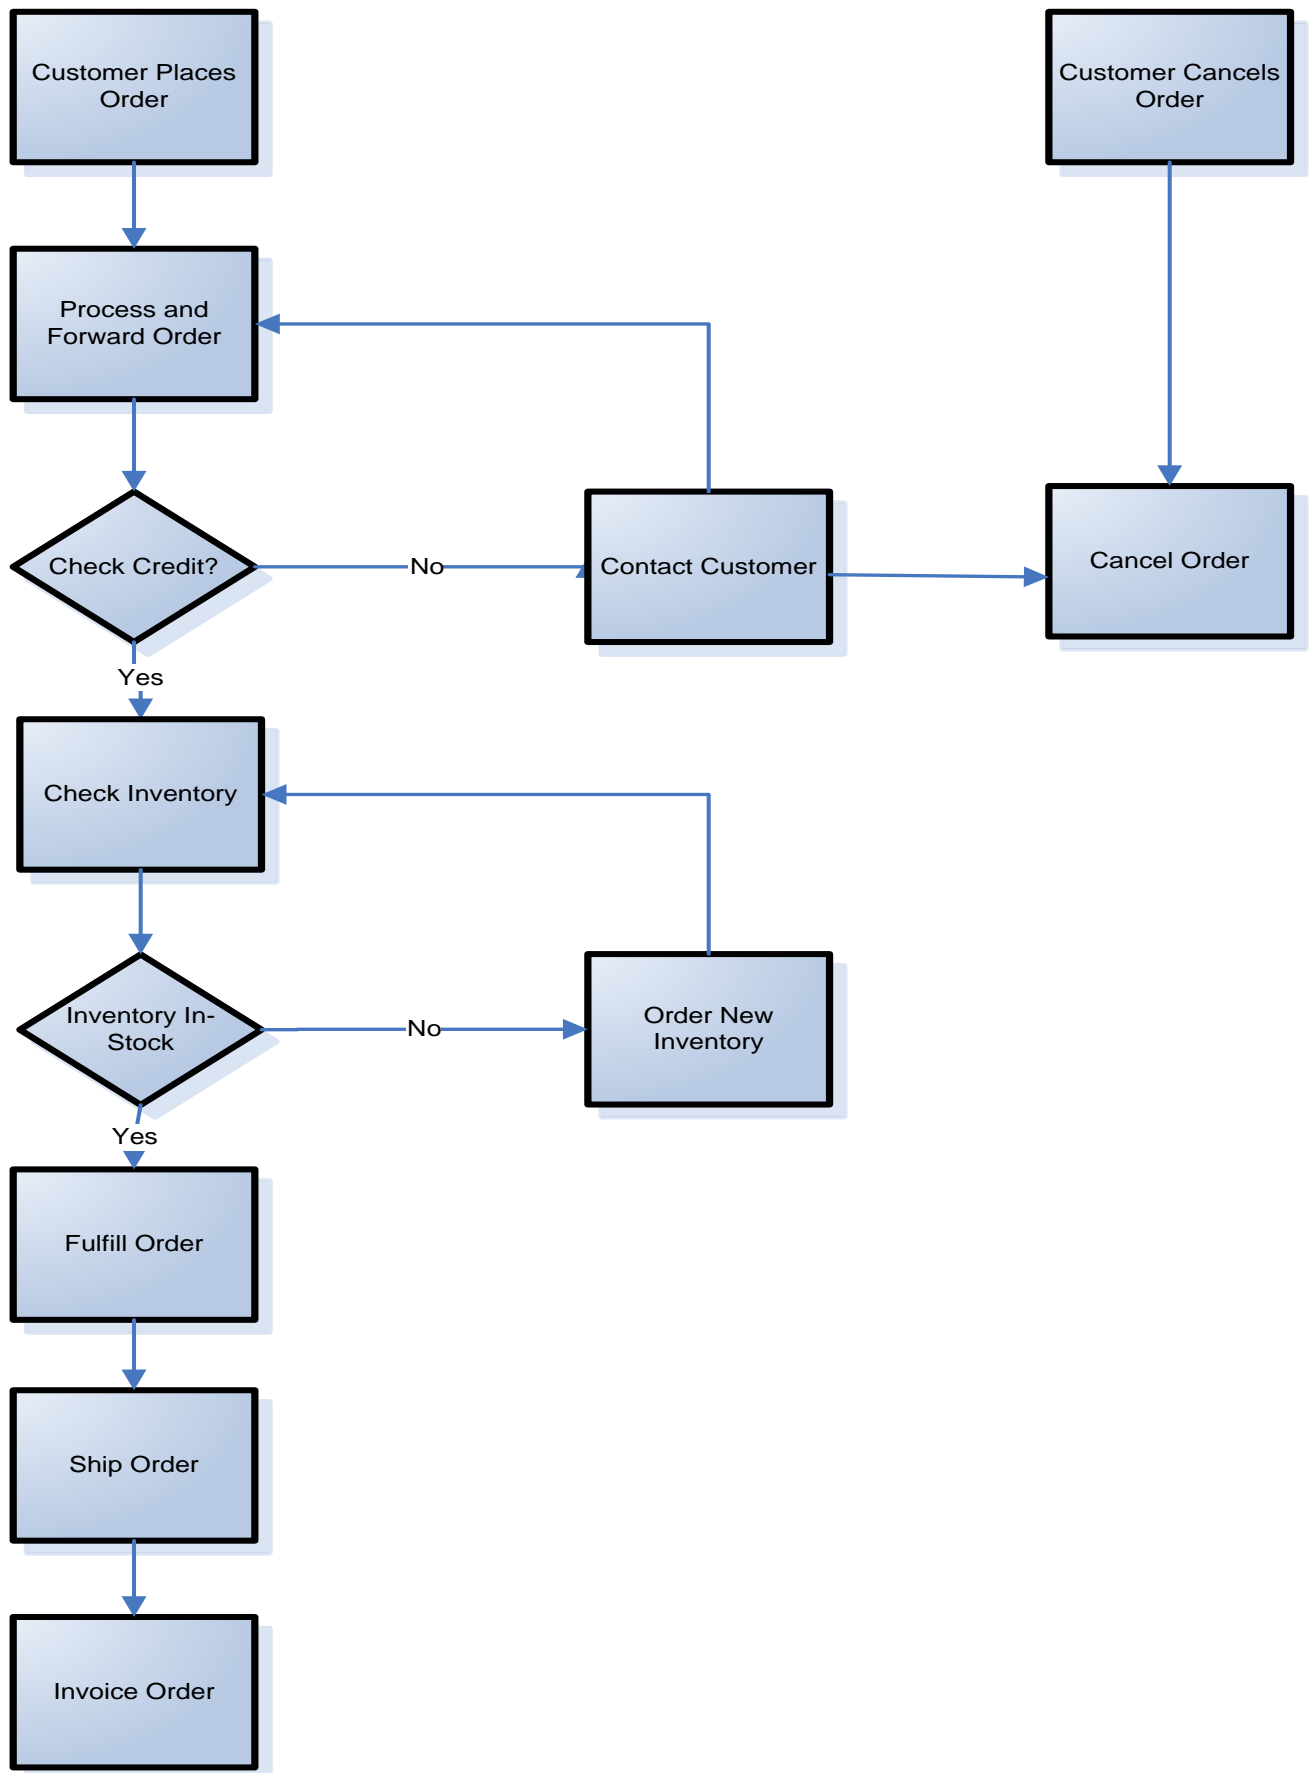 Customer Places
Order
Customer Cancels
Order
Process and
Forward Order
Check Credit?
No
Contact Customer
Cancel Order
Yes
Check Inventory
Inventory In-
Stock
No
Order New
Inventory
Yes
Fulfill Order
Ship Order
Invoice Order